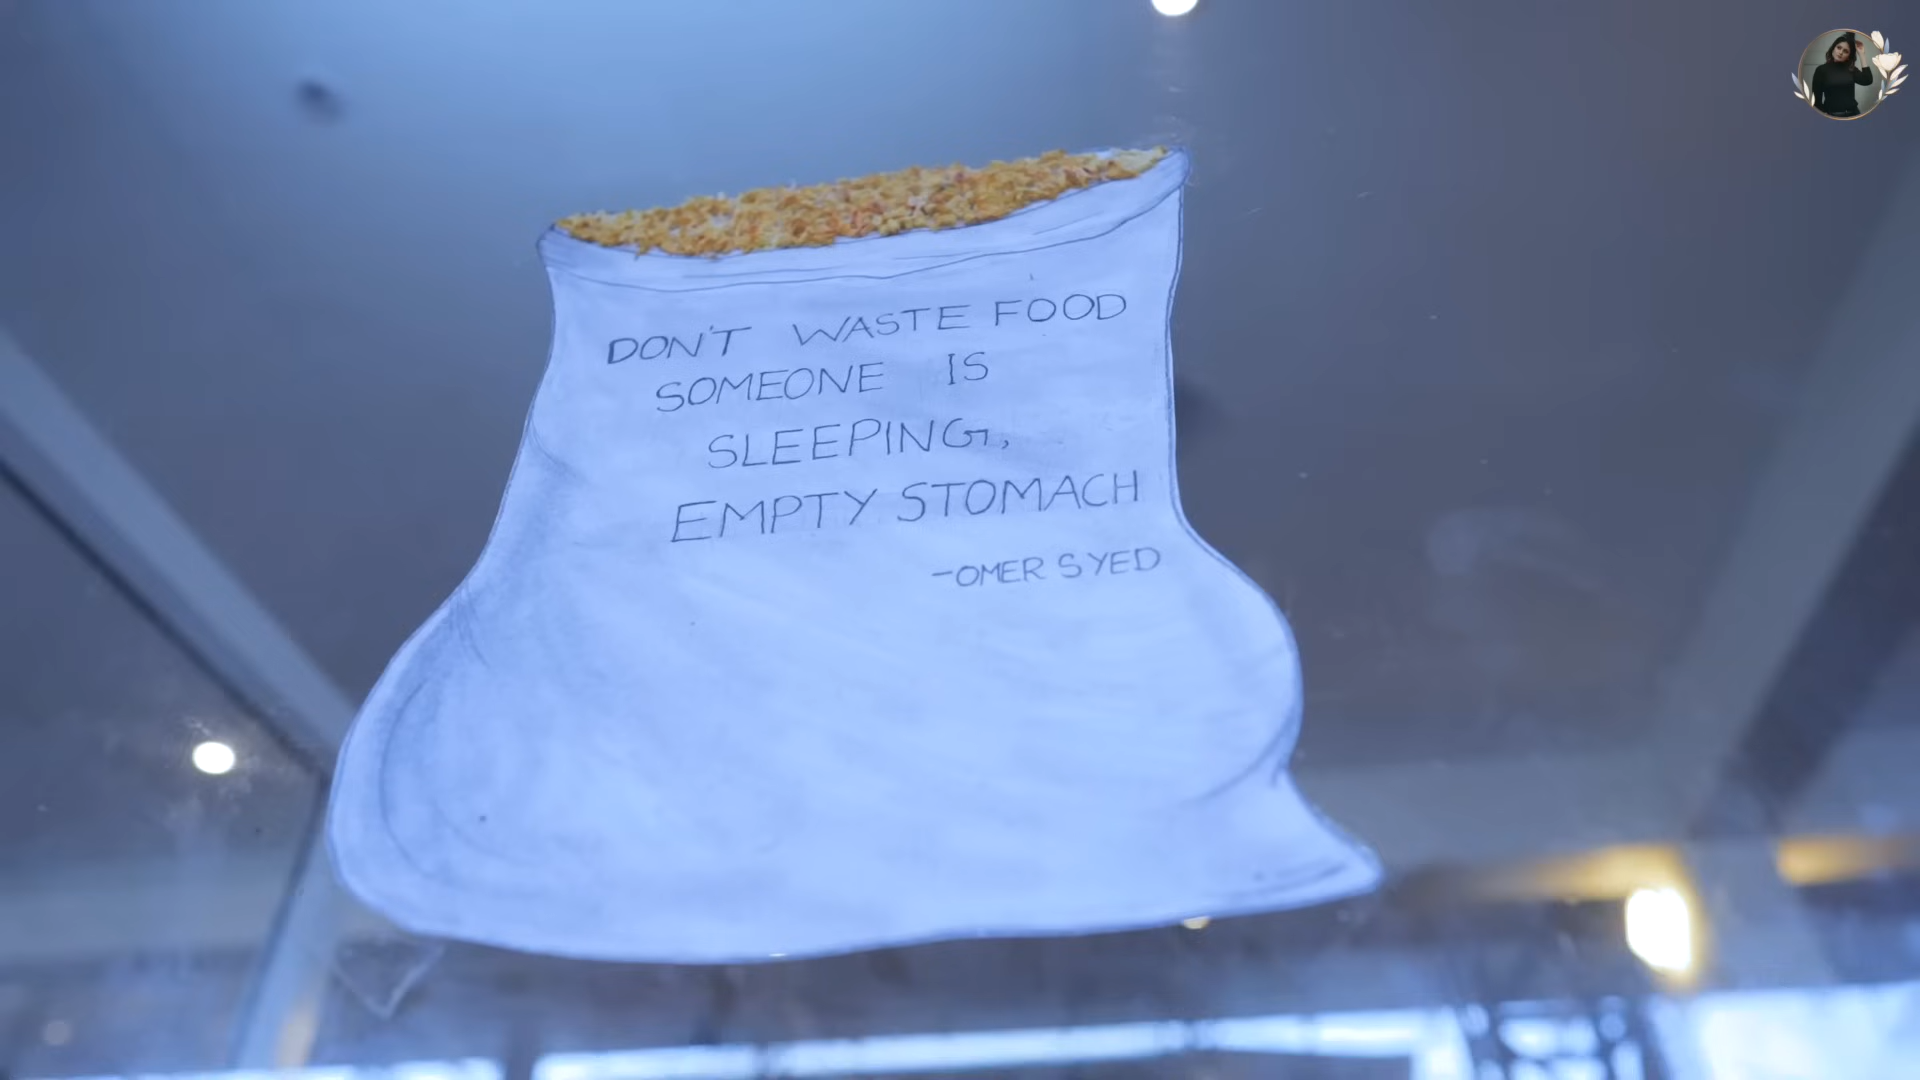 DON'T WASTE FOOD
SOMEONE IS
SLEEPING,
EMPTY STOMACH
-OMER SYED